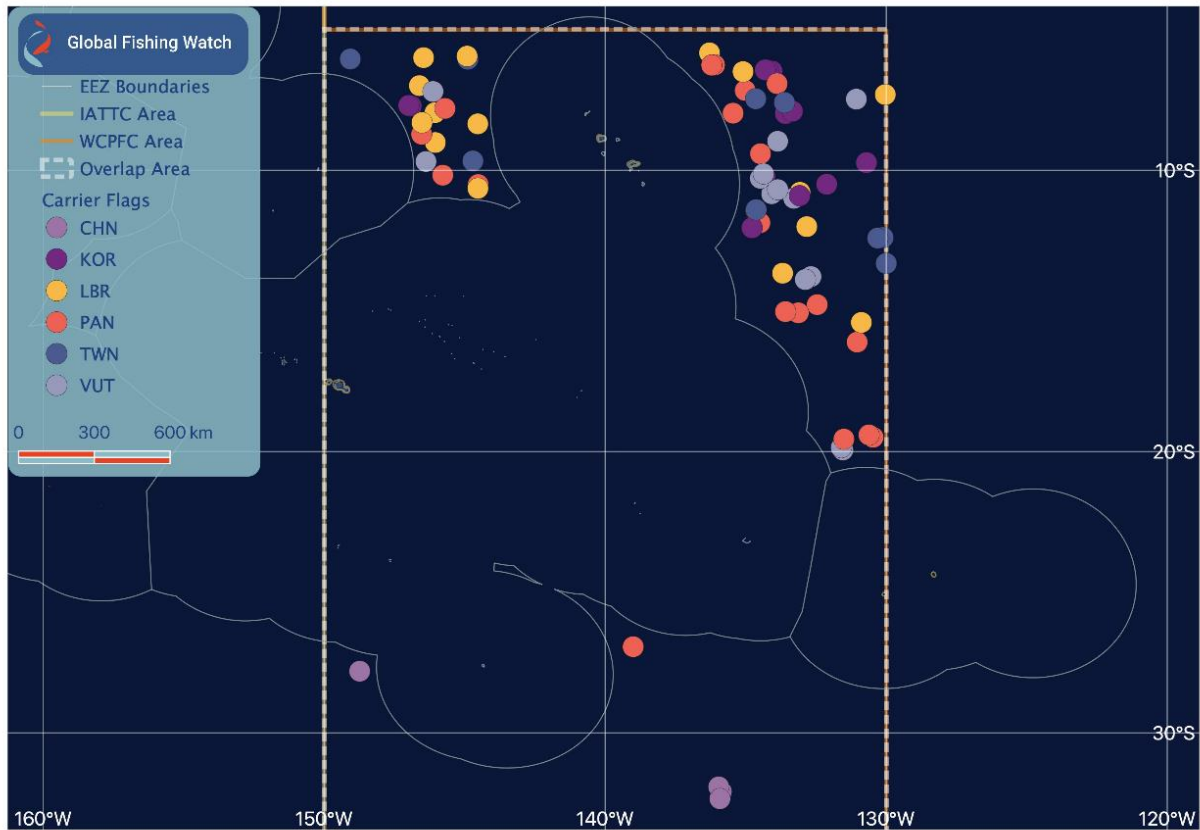 Global Fishing Watch
EEZ Boundaries
IATTC Area
WCPFC Area
Overlap Area
Carrier Flags
CHN
KOR
LBR
PAN
TWN
VUT
0 300 600 km
10°S
20°S
30°S
160°W 150°W 140°W 130°W 120°W